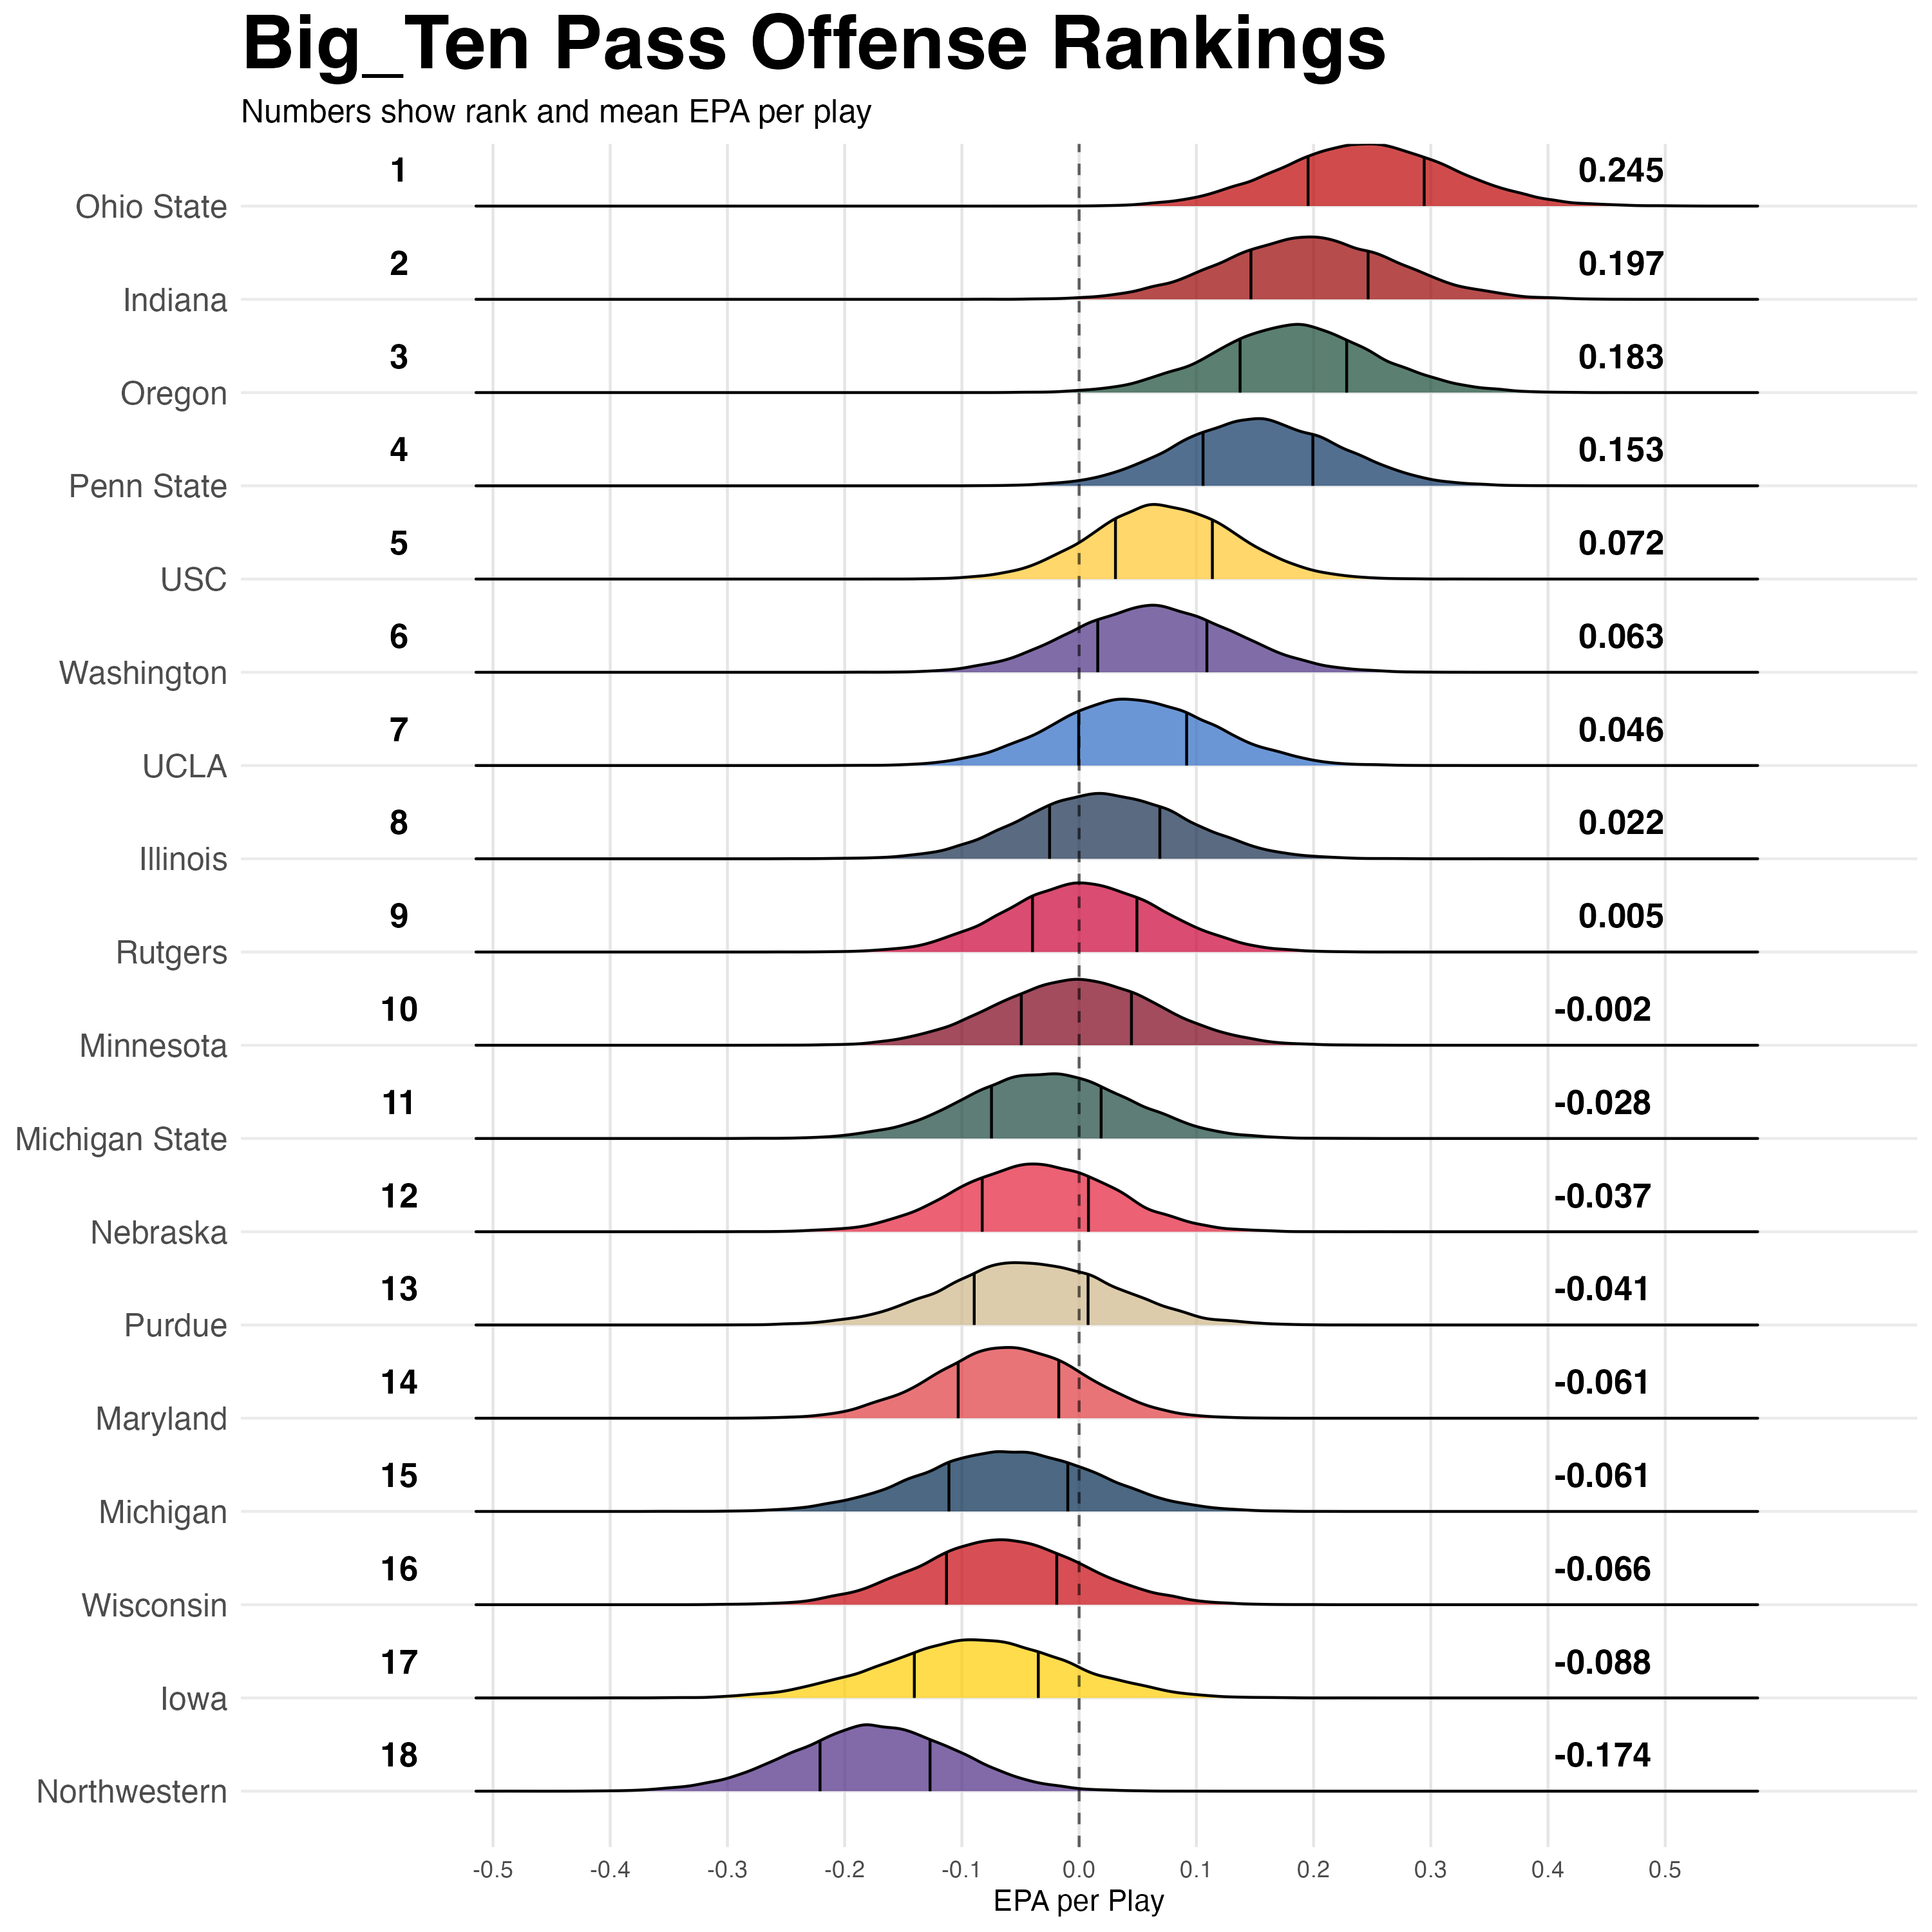 Big_Ten Pass Offense Rankings
Numbers show rank and mean EPA per play
1 0.245
Ohio State
2 0.197
Indiana
3 0.183
Oregon
4 0.153
Penn State
5 0.072
USC
6 0.063
Washington
7 0.046
UCLA
8 0.022
Illinois
9 0.005
Rutgers
10 -0.002
Minnesota
11 -0.028
Michigan State
12 -0.037
Nebraska
13 -0.041
Purdue
14 -0.061
Maryland
15 -0.061
Michigan
16 -0.066
Wisconsin
17 -0.088
Iowa
18 -0.174
Northwestern
-0.5 -0.4 -0.3 -0.2 -0.1 0.0 0.1 0.2 0.3 0.4 0.5
EPA per Play